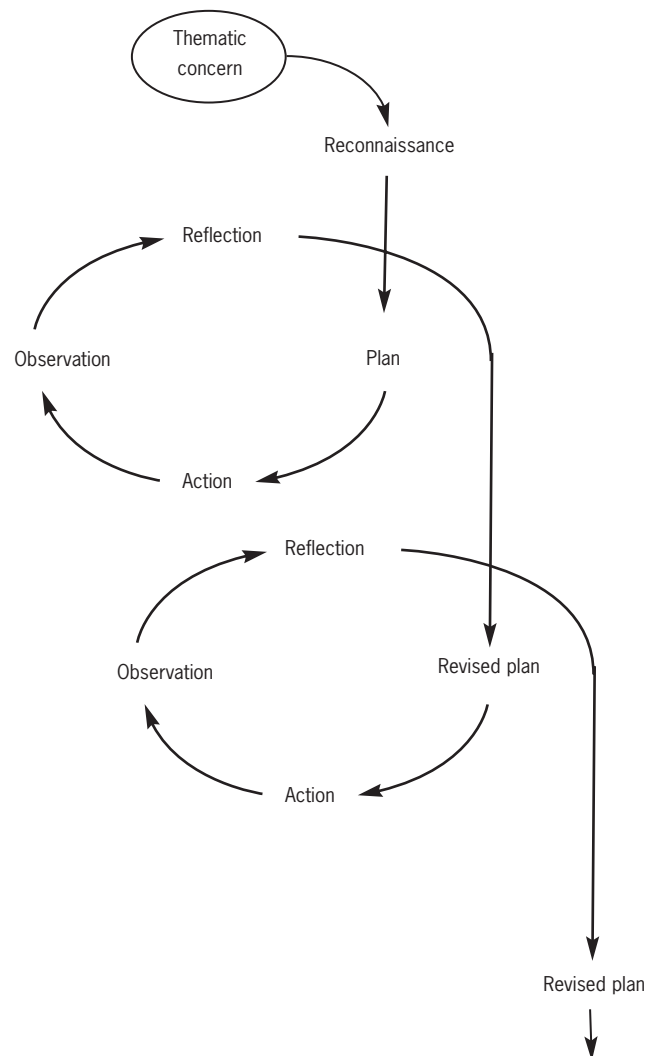 Thematic
concern
Reconnaissance
Reflection
Observation
Plan
Action
Reflection
Observation
Revised plan
Action
Revised plan